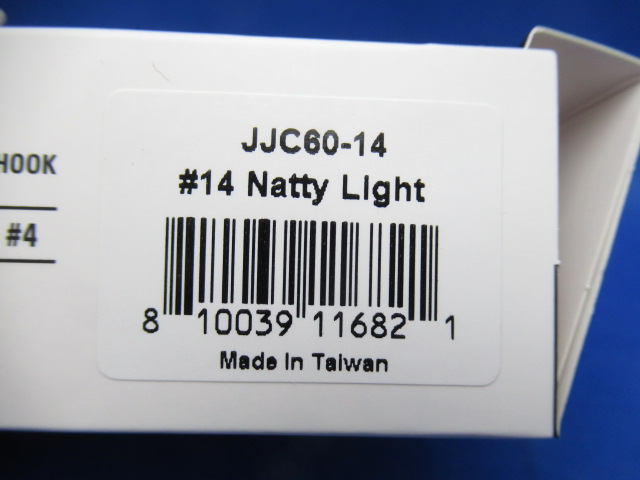 HOOK
#4
JJC60-14
#14 Natty Light
8 10039 11682 1
Made In Taiwan